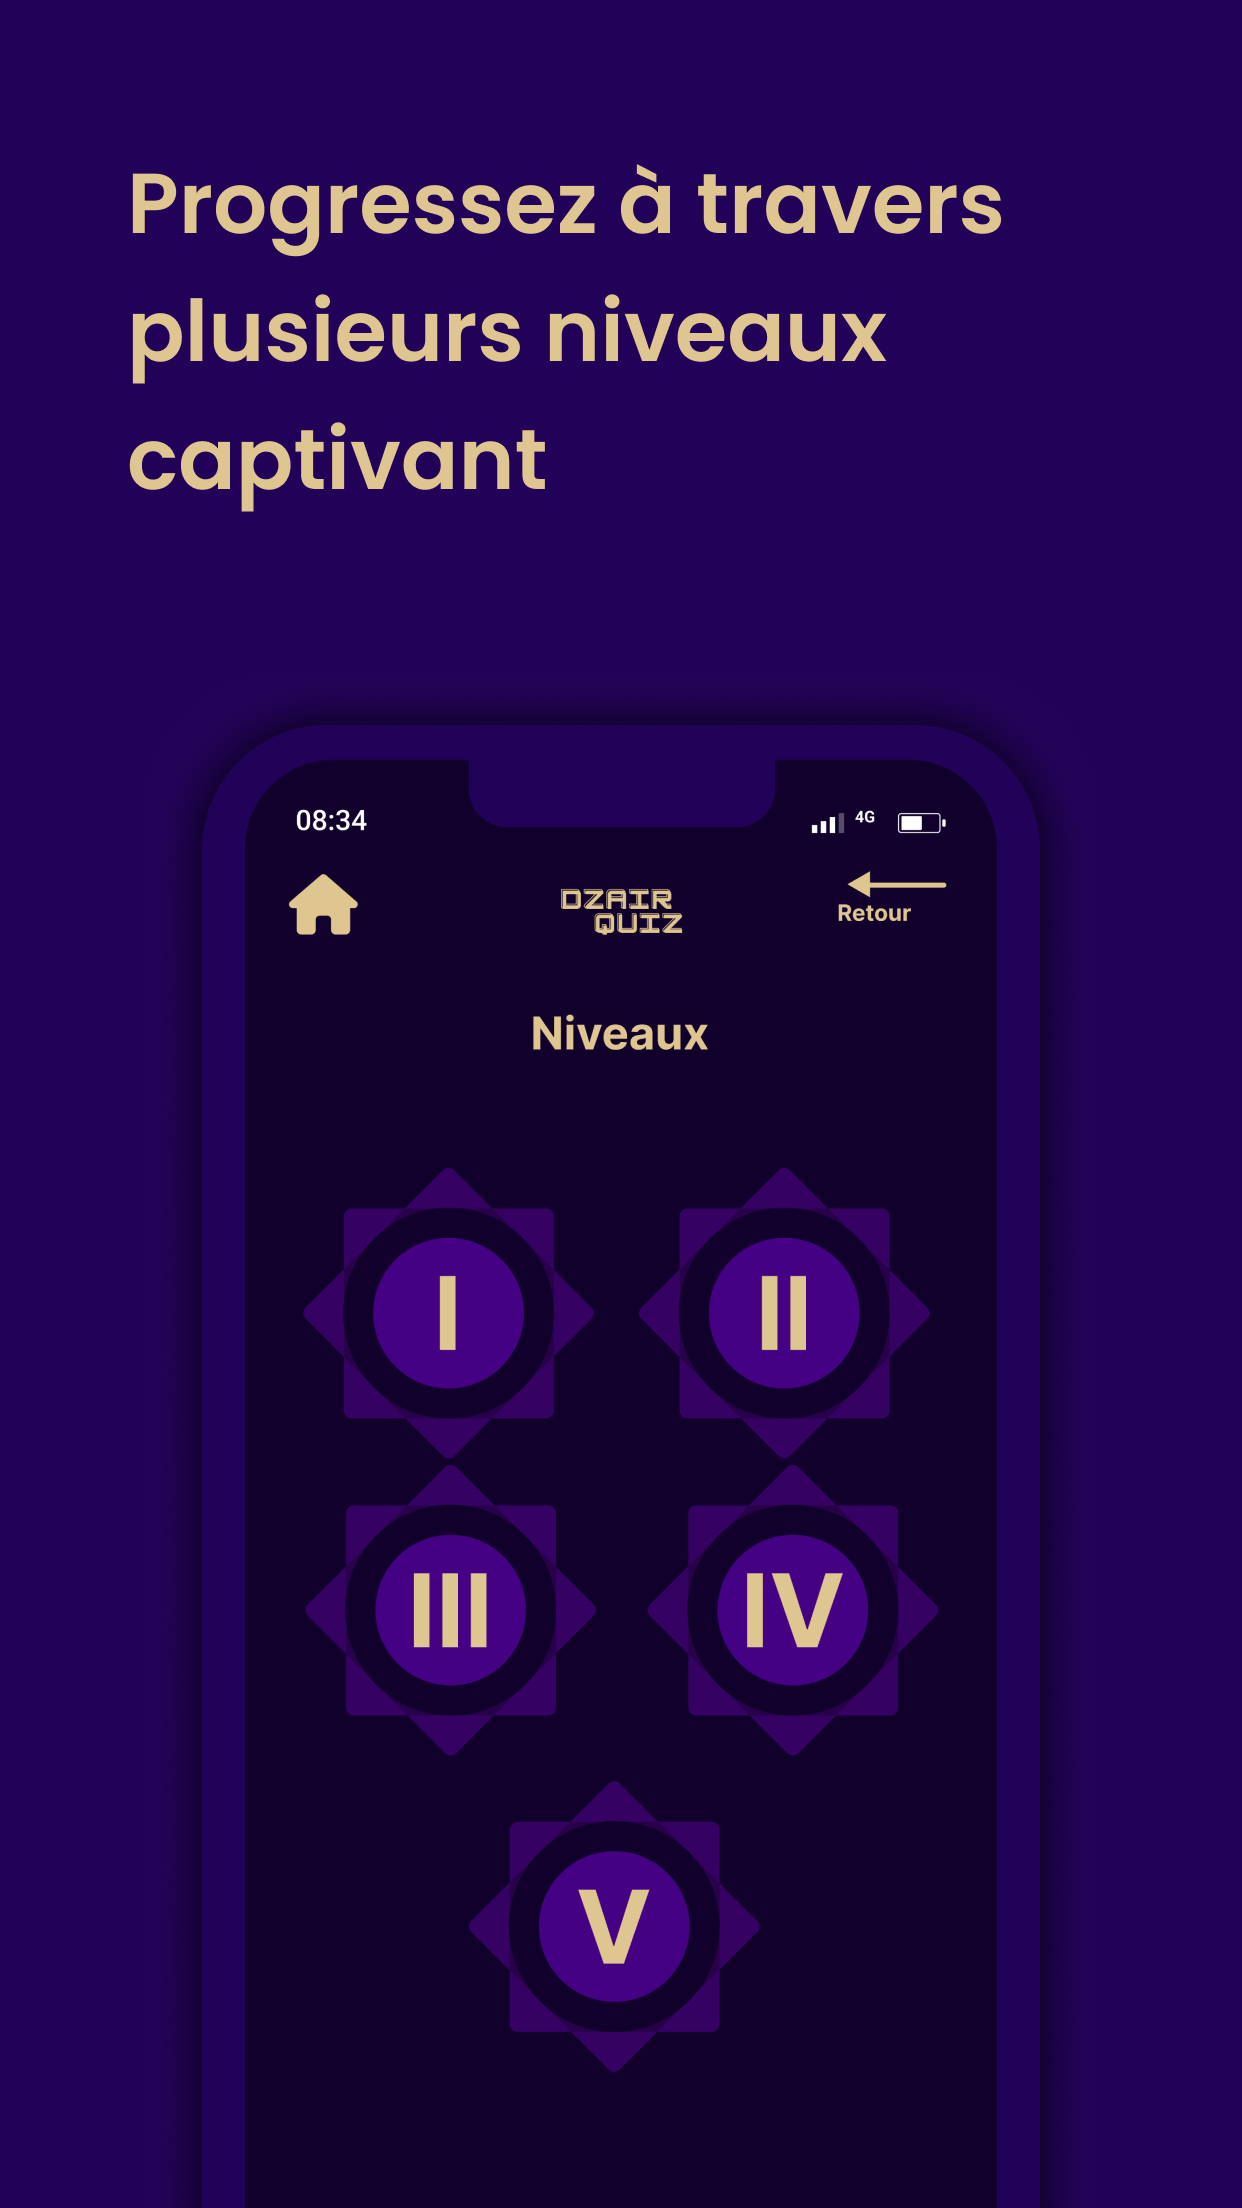 Progressez à travers
plusieurs niveaux
captivant
08:34
4G
DZAIR
QUIZ
Retour
Niveaux
I
II
III
IV
V